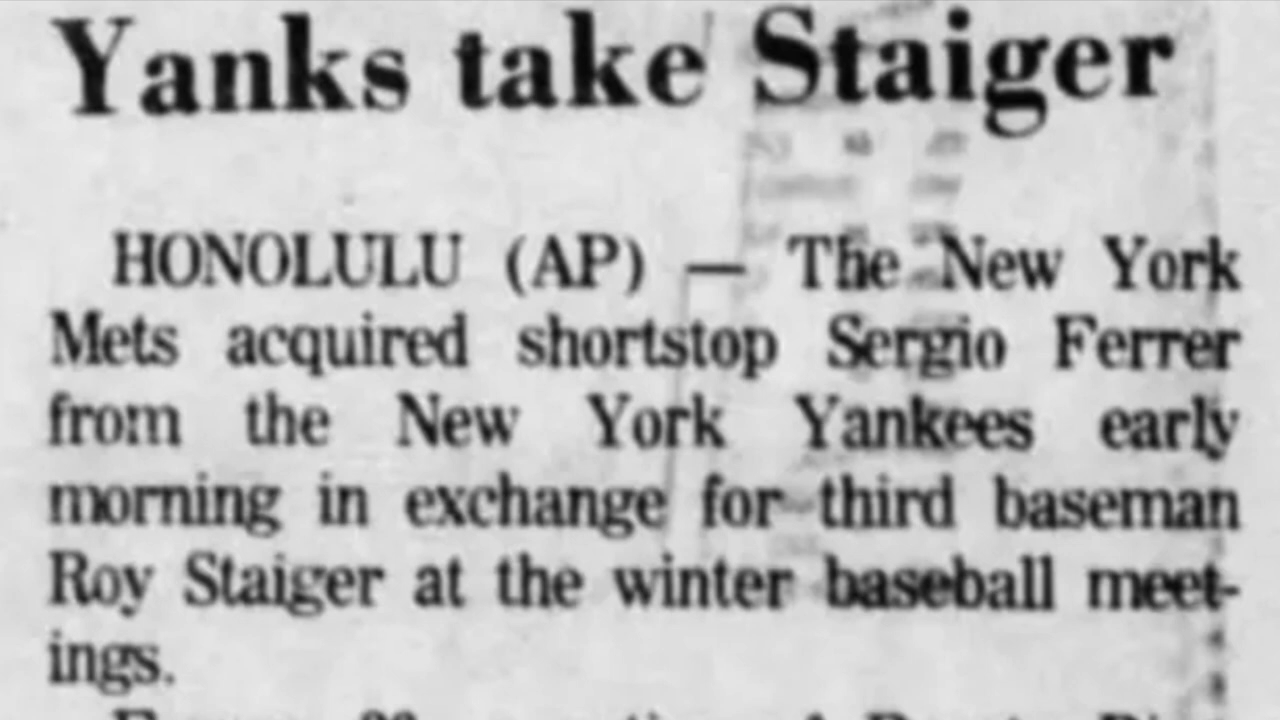 Yanks take Staiger
HONOLULU (AP) — The New York
Mets acquired shortstop Sergio Ferrer
from the New York Yankees early
morning in exchange for third baseman
Roy Staiger at the winter baseball meet-
ings.